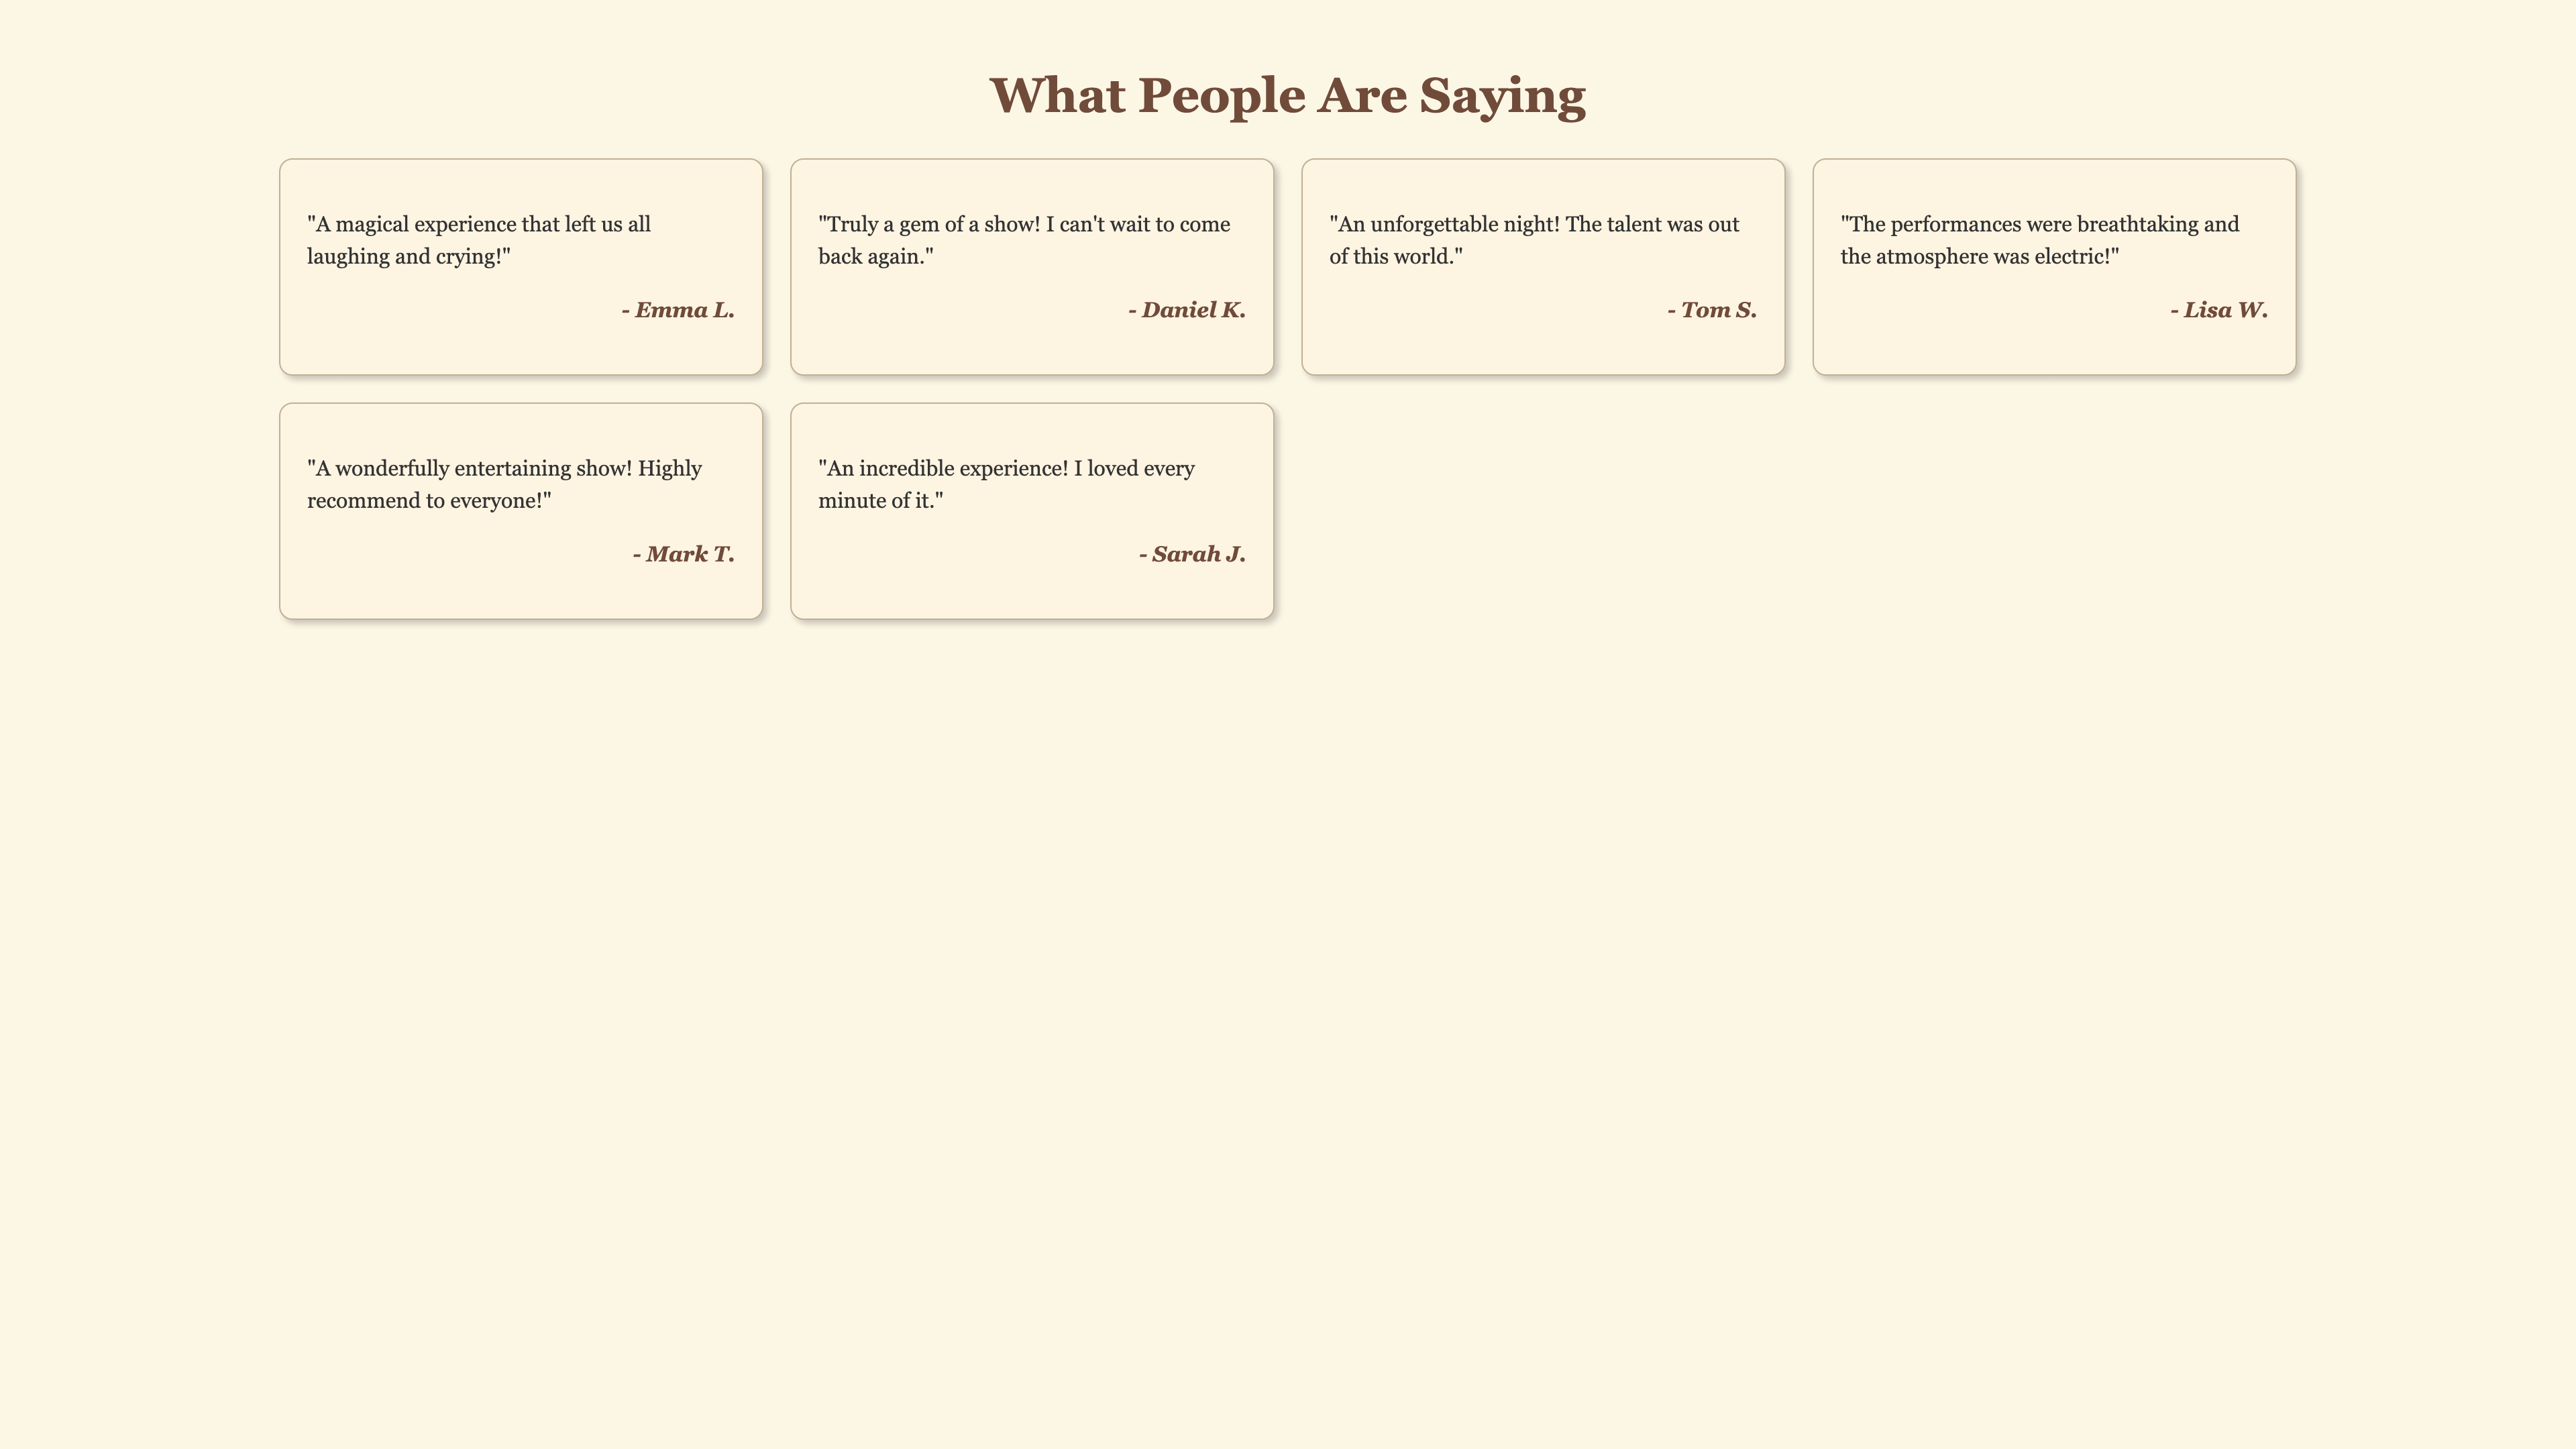 What People Are Saying
"A magical experience that left us all
laughing and crying!"
- Emma L.
"Truly a gem of a show! I can't wait to come
back again."
- Daniel K.
"An unforgettable night! The talent was out
of this world."
- Tom S.
"The performances were breathtaking and
the atmosphere was electric!"
- Lisa W.
"A wonderfully entertaining show! Highly
recommend to everyone!"
- Mark T.
"An incredible experience! I loved every
minute of it."
- Sarah J.